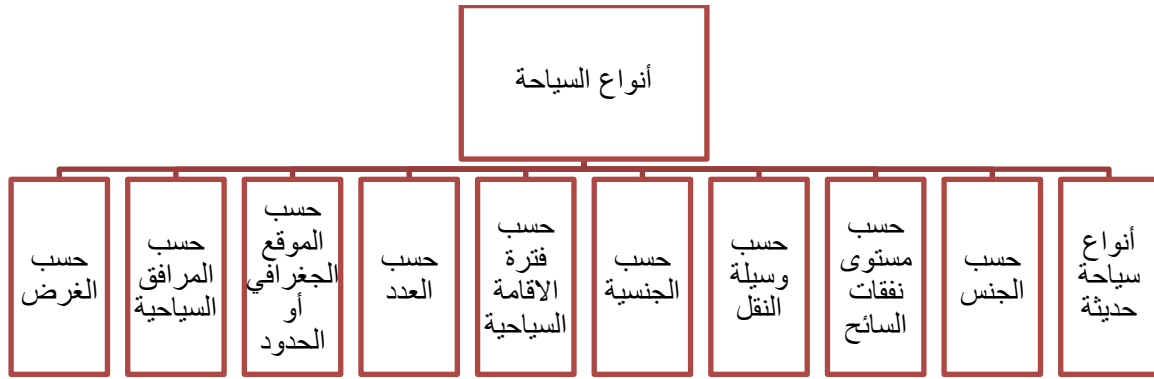 أنواع السياحة
أنواع
سياحة
حديثة
حسب
الجنس
حسب
مستوى
نفقات
السائح
حسب
وسيلة
النقل
حسب
الجنسية
حسب
فترة
الاقامة
السياحية
حسب
العدد
حسب
الموقع
الجغرافي
أو
الحدود
حسب
المرافق
السياحية
حسب
الغرض